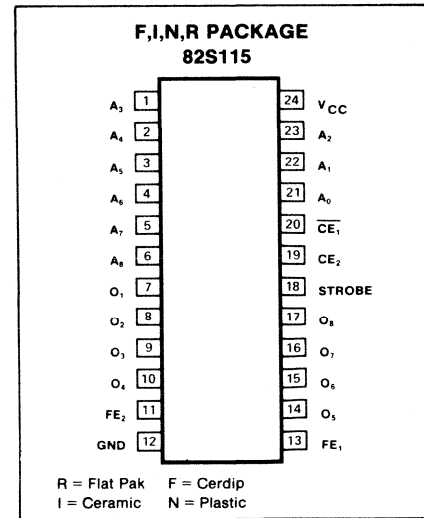 F,I,N,R PACKAGE
82S115
A₃ 1 24 V_CC
A₄ 2 23 A₂
A₅ 3 22 A₁
A₆ 4 21 A₀
A₇ 5 20 C̅E̅₁̅
A₈ 6 19 CE₂
O₁ 7 18 STROBE
O₂ 8 17 O₈
O₃ 9 16 O₇
O₄ 10 15 O₆
FE₂ 11 14 O₅
GND 12 13 FE₁
R = Flat Pak F = Cerdip
I = Ceramic N = Plastic